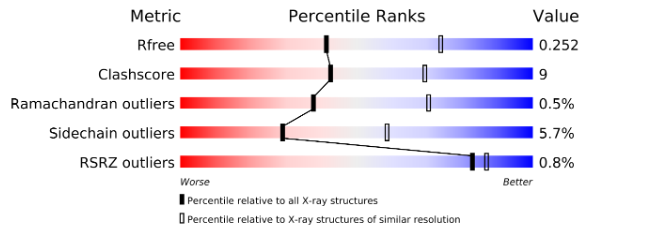 Metric Percentile Ranks Value
Rfree 0.252
Clashscore 9
Ramachandran outliers 0.5%
Sidechain outliers 5.7%
RSRZ outliers 0.8%
Worse Better
Percentile relative to all X-ray structures
Percentile relative to X-ray structures of similar resolution